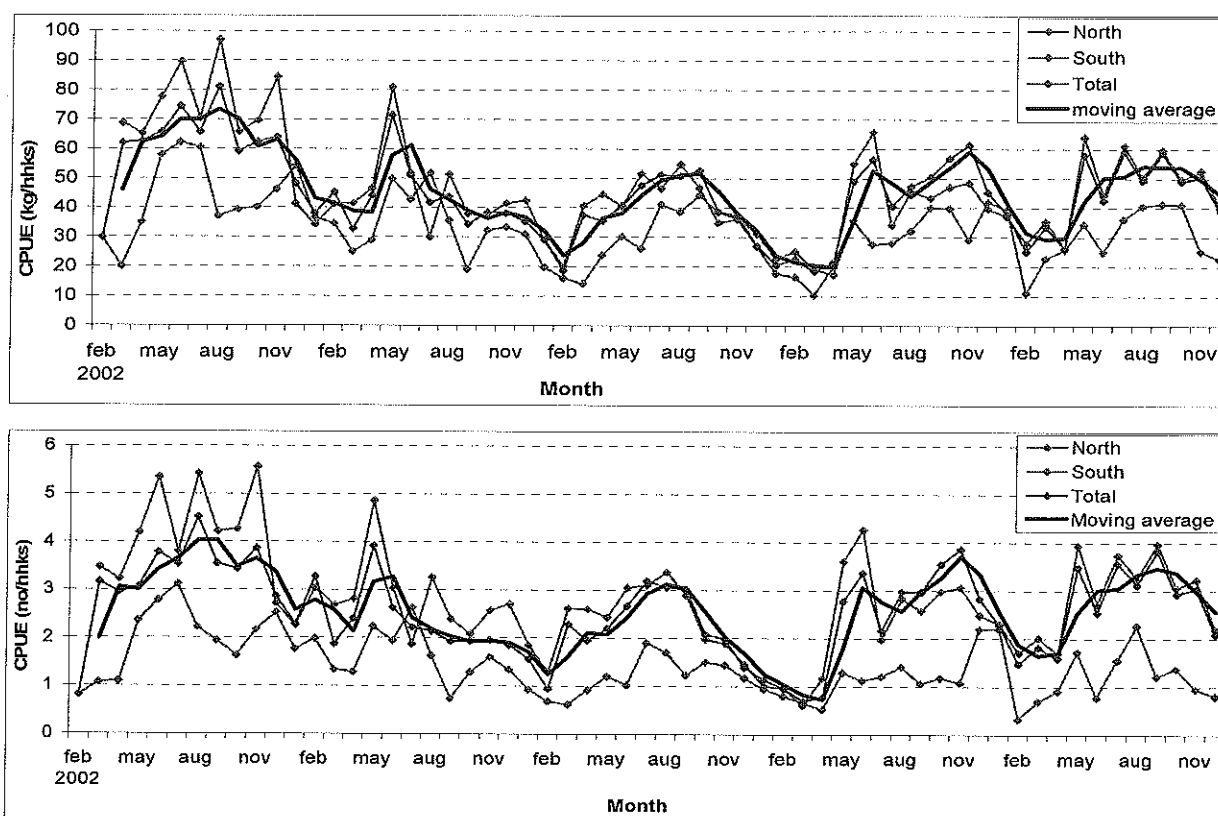 100
90
80
70
60
50
40
30
20
10
0
CPUE (kg/hhks)
North
South
Total
moving average
feb may aug nov feb may aug nov feb may aug nov feb may aug nov feb may aug nov
2002
Month
6
5
4
3
2
1
0
CPUE (no/hhks)
North
South
Total
Moving average
feb may aug nov feb may aug nov feb may aug nov feb may aug nov feb may aug nov
2002
Month